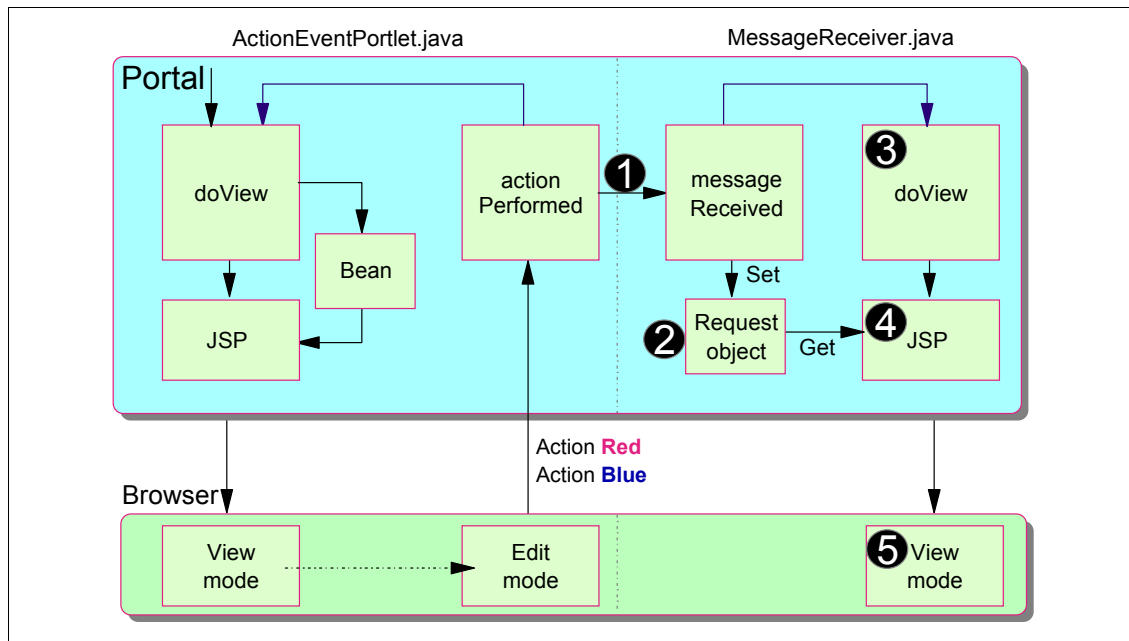 ActionEventPortlet.java
MessageReceiver.java
Portal
doView
Bean
JSP
action
Performed
1
message
Received
Set
2
Request
object
Get
3
doView
4
JSP
Action Red
Action Blue
Browser
View
mode
Edit
mode
5
View
mode